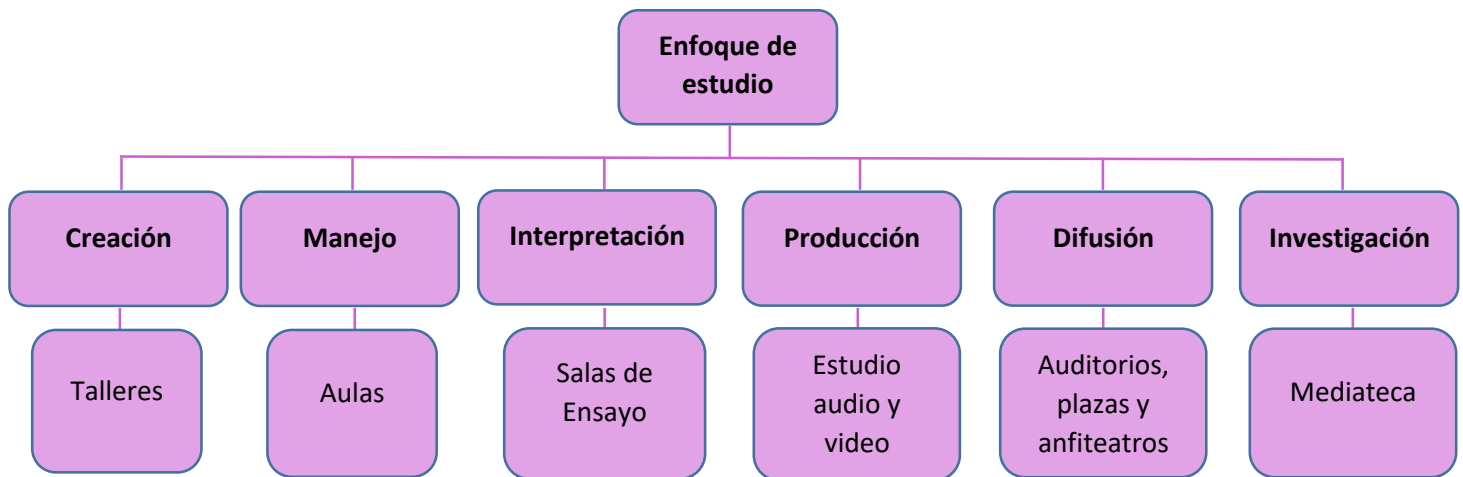 Enfoque de
estudio
Creación
Manejo
Interpretación
Producción
Difusión
Investigación
Talleres
Aulas
Salas de
Ensayo
Estudio
audio y
video
Auditorios,
plazas y
anfiteatros
Mediateca